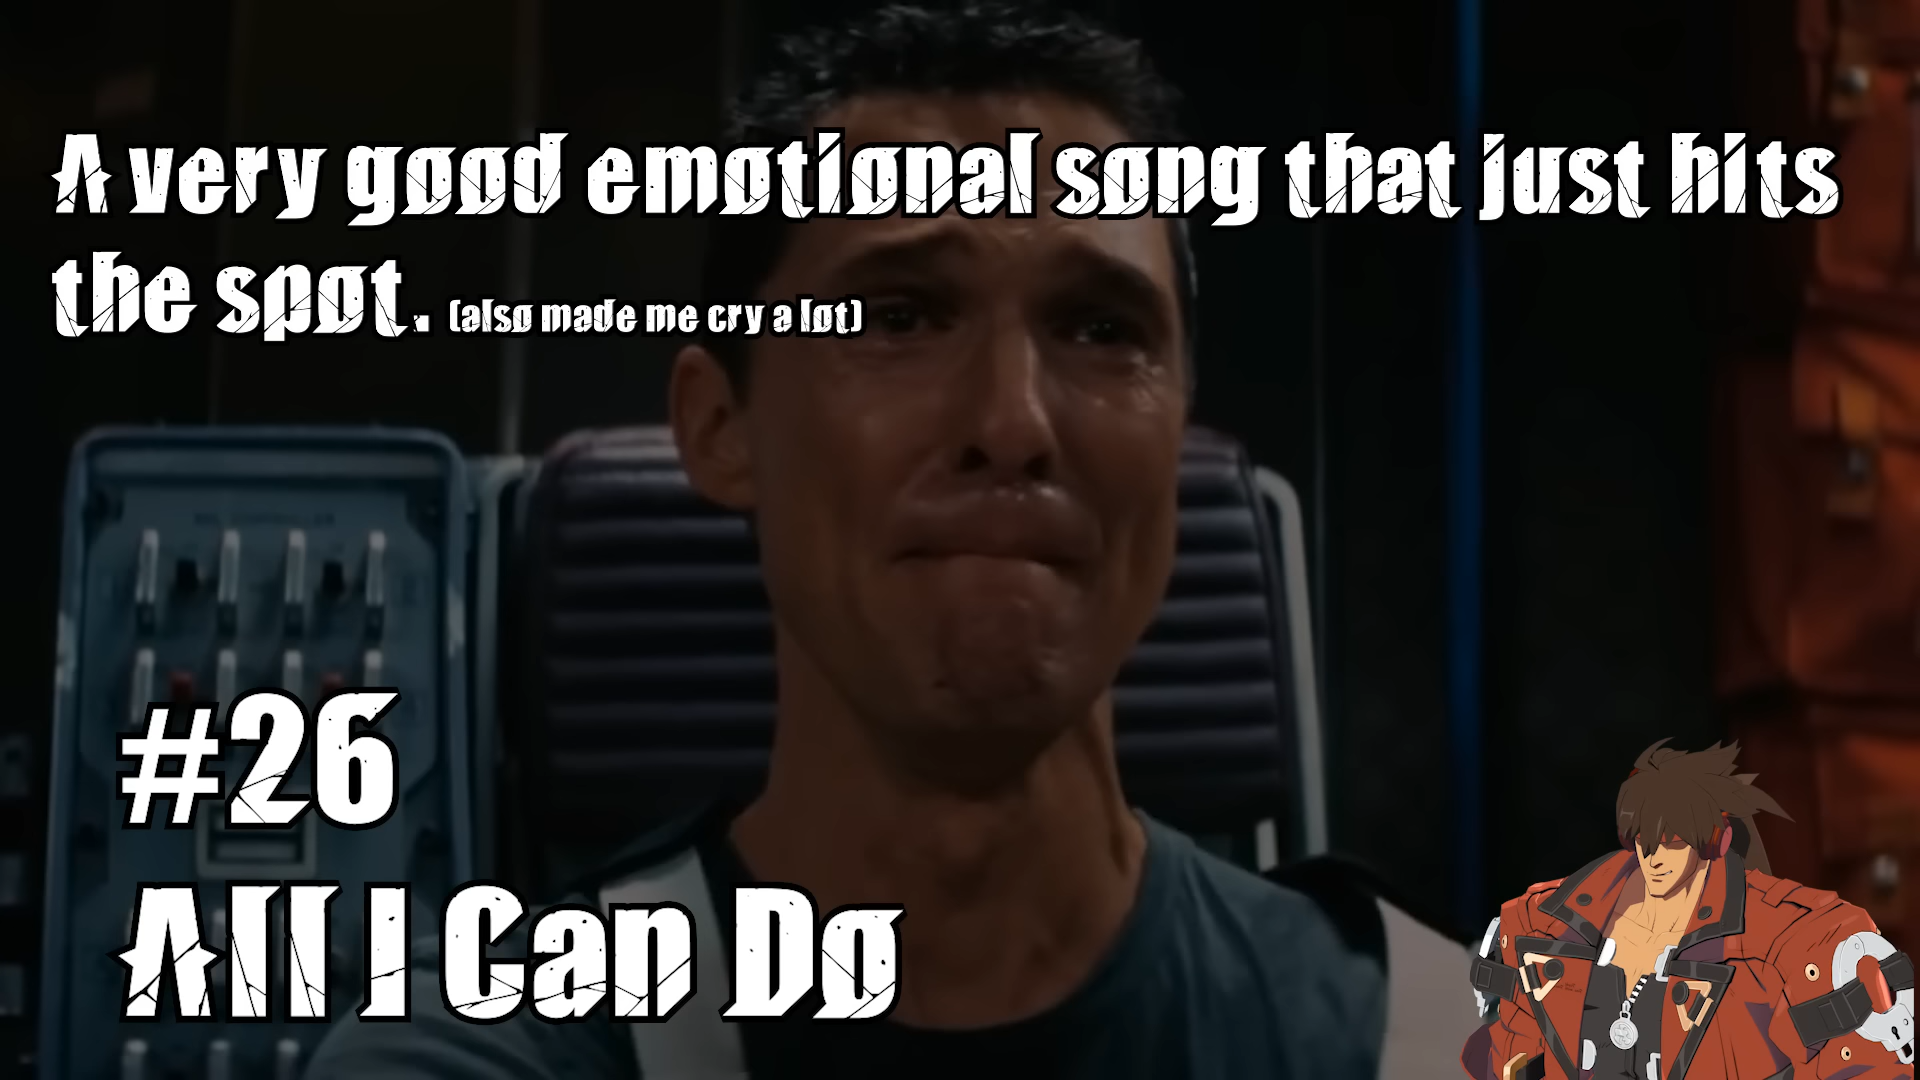 A very good emotional song that just hits
the spot. (also made me cry a lot)
#26
All I Can Do